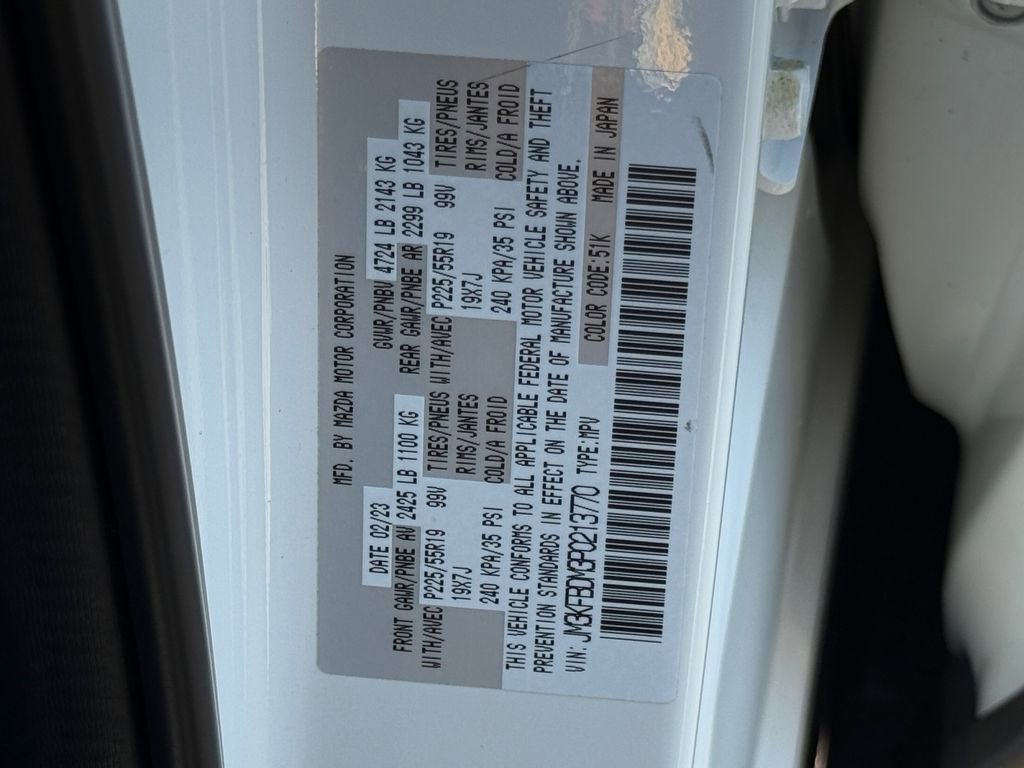 MFD. BY MAZDA MOTOR CORPORATION
DATE 02/23 GVWR/PNBV 4724 LB 2143 KG
FRONT GAWR/PNBE AV 2425 LB 1100 KG REAR GAWR/PNBE AR 2299 LB 1043 KG
WITH/AVEC P225/55R19 99V TIRES/PNEUS WITH/AVEC P225/55R19 99V TIRES/PNEUS
19X7J RIMS/JANTES 19X7J RIMS/JANTES
240 KPA/35 PSI COLD/A FROID 240 KPA/35 PSI COLD/A FROID
THIS VEHICLE CONFORMS TO ALL APPLICABLE FEDERAL MOTOR VEHICLE SAFETY AND THEFT
PREVENTION STANDARDS IN EFFECT ON THE DATE OF MANUFACTURE SHOWN ABOVE.
VIN: JM3KFBDY3P0213770 TYPE:MPV COLOR CODE:51K MADE IN JAPAN